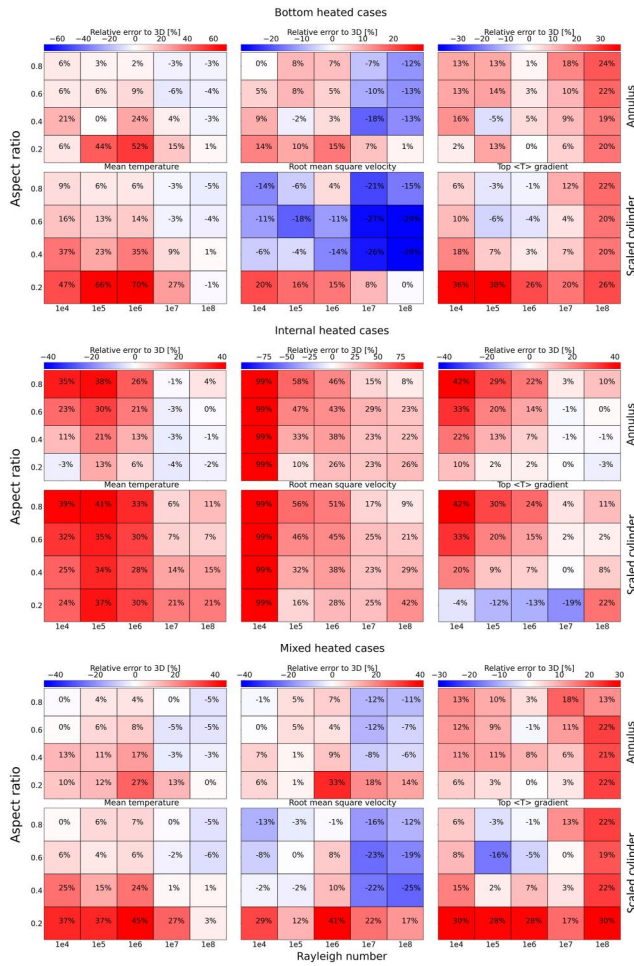 Bottom heated cases
Relative error to 3D [%] Relative error to 3D [%] Relative error to 3D [%]
−60 −40 −20 0 20 40 60 −20 −10 0 10 20 −30 −20 −10 0 10 20 30
0.8 6% 3% 2% -3% -3% 0% 8% 7% -7% -12% 13% 13% 1% 18% 24%
0.6 6% 6% 9% -6% -4% 5% 8% 5% -10% -13% 13% 14% 3% 10% 22%
0.4 21% 0% 24% 4% -3% 9% -2% 3% -18% -13% 16% -5% 5% 9% 19%
0.2 6% 44% 52% 15% 1% 14% 10% 15% 7% 1% 2% 13% 0% 6% 20%
Annulus
Mean temperature Root mean square velocity Top <T> gradient
0.8 9% 6% 6% -3% -5% -14% -6% 4% -21% -15% 6% -3% -1% 12% 22%
0.6 16% 13% 14% -3% -4% -11% -18% -11% 10% -6% -4% 4% 20%
0.4 37% 23% 35% 9% 1% -6% -4% -14% -26% 18% 7% 3% 7% 20%
0.2 47% 66% 70% 27% -1% 20% 16% 15% 8% 0% 36% 38% 26% 20% 26%
Scaled cylinder
Aspect ratio
1e4 1e5 1e6 1e7 1e8 1e4 1e5 1e6 1e7 1e8 1e4 1e5 1e6 1e7 1e8
Internal heated cases
Relative error to 3D [%] Relative error to 3D [%] Relative error to 3D [%]
−40 −20 0 20 40 −75 −50 −25 0 25 50 75 −40 −20 0 20 40
0.8 35% 38% 26% -1% 4% 99% 58% 46% 15% 8% 42% 29% 22% 3% 10%
0.6 23% 30% 21% -3% 0% 99% 47% 43% 29% 23% 33% 20% 14% -1% 0%
0.4 11% 21% 13% -3% -1% 99% 33% 38% 23% 22% 22% 13% 7% -1% -1%
0.2 -3% 13% 6% -4% -2% 99% 10% 26% 23% 26% 10% 2% 2% 0% -3%
Annulus
Mean temperature Root mean square velocity Top <T> gradient
0.8 39% 41% 33% 6% 11% 99% 56% 51% 17% 9% 42% 30% 24% 4% 11%
0.6 32% 35% 30% 7% 7% 99% 46% 45% 25% 21% 33% 20% 15% 2% 2%
0.4 25% 34% 28% 14% 15% 99% 32% 38% 23% 29% 20% 9% 7% 0% 8%
0.2 24% 37% 30% 21% 21% 99% 16% 28% 25% 42% -4% -12% -13% -19% 22%
Scaled cylinder
Aspect ratio
1e4 1e5 1e6 1e7 1e8 1e4 1e5 1e6 1e7 1e8 1e4 1e5 1e6 1e7 1e8
Mixed heated cases
Relative error to 3D [%] Relative error to 3D [%] Relative error to 3D [%]
−40 −20 0 20 40 −40 −20 0 20 40 −30 −20 −10 0 10 20 30
0.8 0% 4% 4% 0% -5% -1% 5% 7% -12% -11% 13% 10% 3% 18% 13%
0.6 0% 6% 8% -5% -5% 0% 5% 4% -12% -7% 12% 9% -1% 11% 22%
0.4 13% 11% 17% -3% -3% 7% 1% 9% -8% -6% 11% 11% 8% 6% 21%
0.2 10% 12% 27% 13% 0% 6% 1% 33% 18% 14% 6% 3% 0% 3% 22%
Annulus
Mean temperature Root mean square velocity Top <T> gradient
0.8 0% 6% 7% 0% -5% -13% -3% -1% -16% -12% 6% -3% -1% 13% 22%
0.6 6% 4% 6% -2% -6% -8% 0% 8% -23% -19% 8% -16% -5% 0% 19%
0.4 25% 15% 24% 1% 1% -2% -2% 10% -22% -25% 15% 2% 7% 3% 22%
0.2 37% 37% 45% 27% 3% 29% 12% 41% 22% 17% 30% 28% 28% 17% 30%
Scaled cylinder
Aspect ratio
1e4 1e5 1e6 1e7 1e8 1e4 1e5 1e6 1e7 1e8 1e4 1e5 1e6 1e7 1e8
Rayleigh number